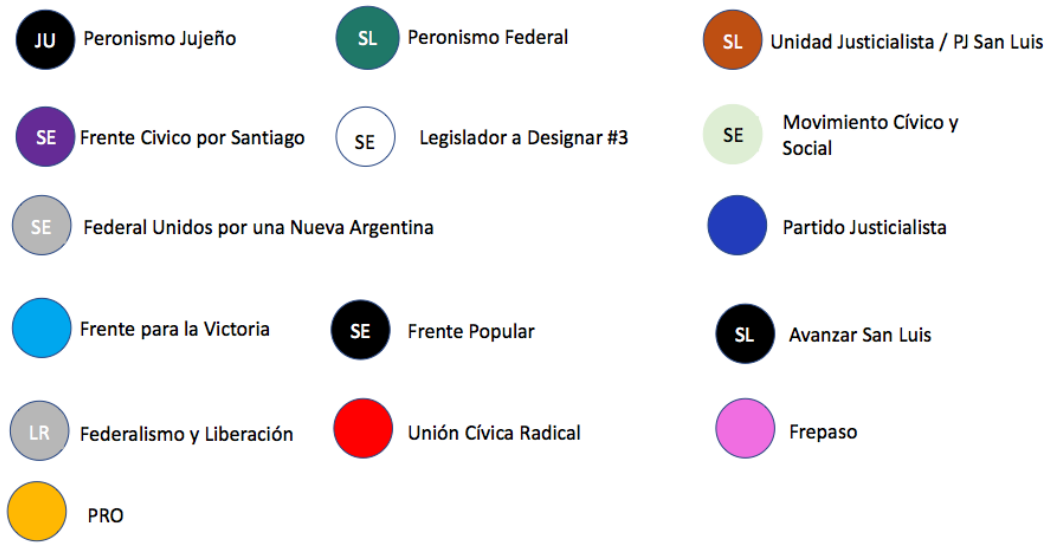 JU Peronismo Jujeño
SL Peronismo Federal
SL Unidad Justicialista / PJ San Luis
SE Frente Civico por Santiago
SE Legislador a Designar #3
SE Movimiento Cívico y
Social
SE Federal Unidos por una Nueva Argentina
Partido Justicialista
Frente para la Victoria
SE Frente Popular
SL Avanzar San Luis
LR Federalismo y Liberación
Unión Cívica Radical
Frepaso
PRO